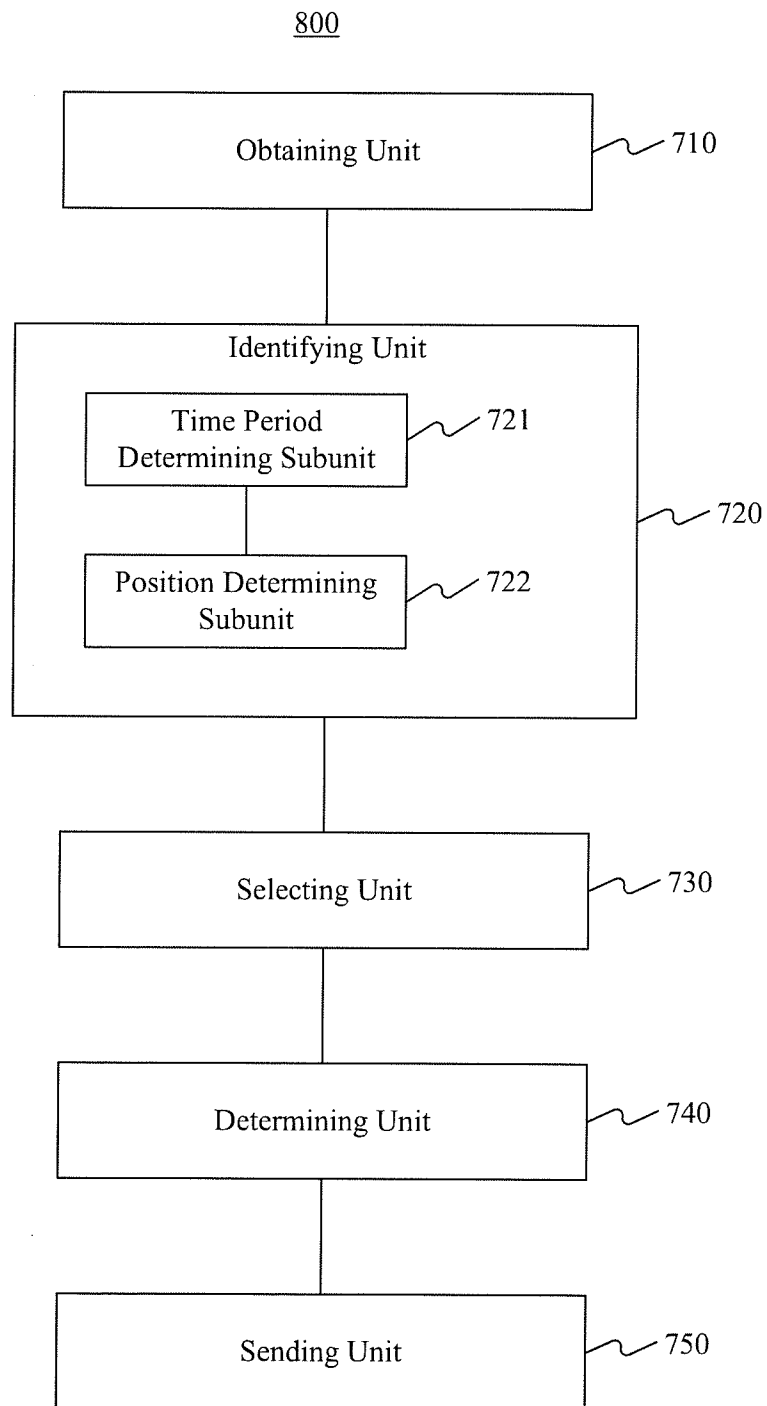 800
Obtaining Unit
710
Identifying Unit
Time Period
Determining Subunit
721
720
Position Determining
Subunit
722
Selecting Unit
730
Determining Unit
740
Sending Unit
750